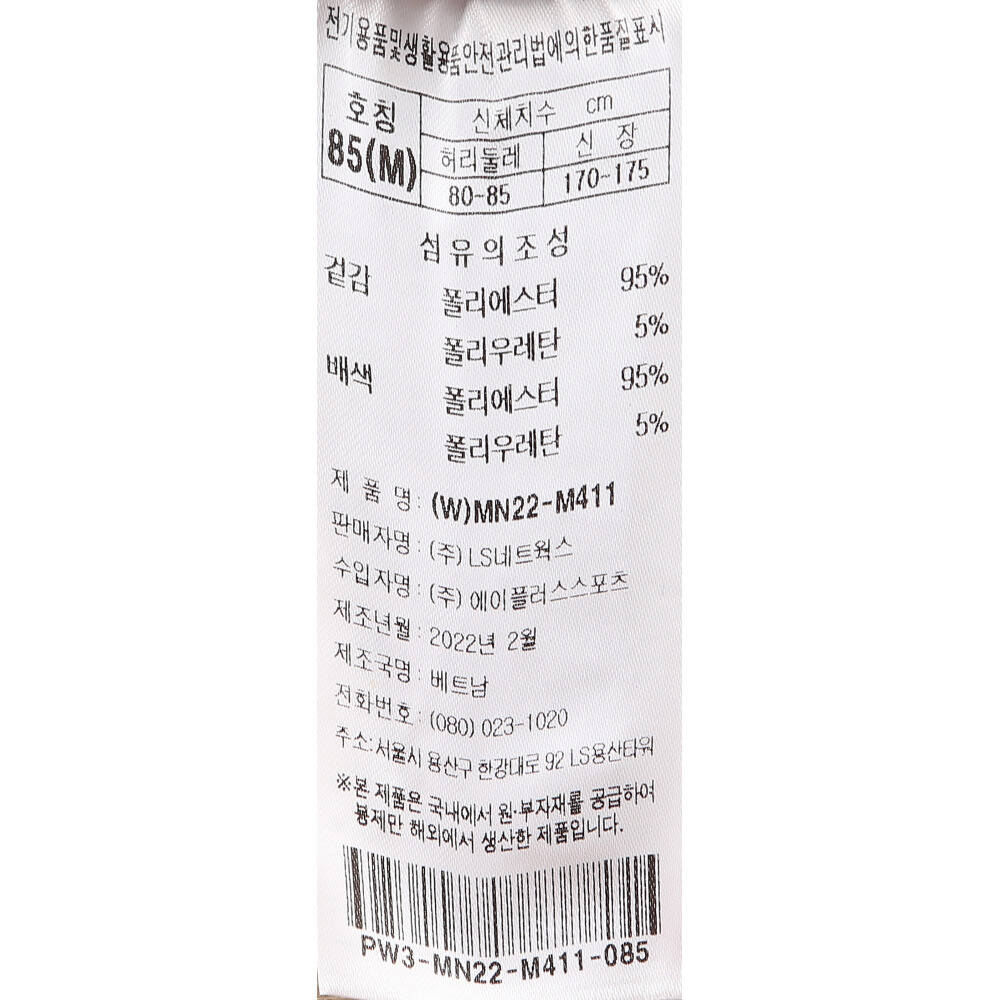 전기용품및생활용품안전관리법에의한품질표시
호칭 신체치수 cm
85(M) 허리둘레 신 장
80-85 170-175
섬유의조성
겉감 폴리에스터 95%
폴리우레탄 5%
배색 폴리에스터 95%
폴리우레탄 5%
제 품 명: (W)MN22-M411
판매자명: (주)LS네트웍스
수입자명: (주)에이플러스스포츠
제조년월: 2022년 2월
제조국명: 베트남
전화번호: (080)023-1020
주소:서울시 용산구 한강대로 92 LS용산타워
※본 제품은 국내에서 원·부자재를 공급하여
봉제만 해외에서 생산한 제품입니다.
PW3-MN22-M411-085